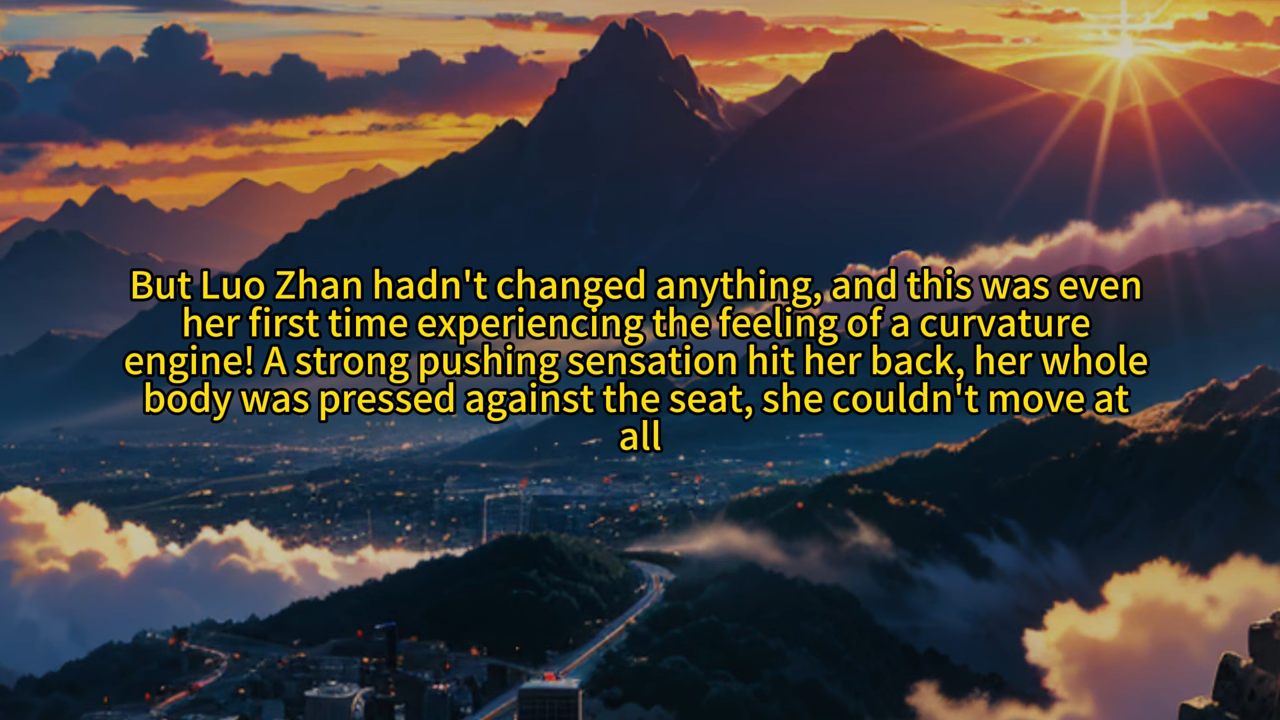 But Luo Zhan hadn't changed anything, and this was even
her first time experiencing the feeling of a curvature
engine! A strong pushing sensation hit her back, her whole
body was pressed against the seat, she couldn't move at
all